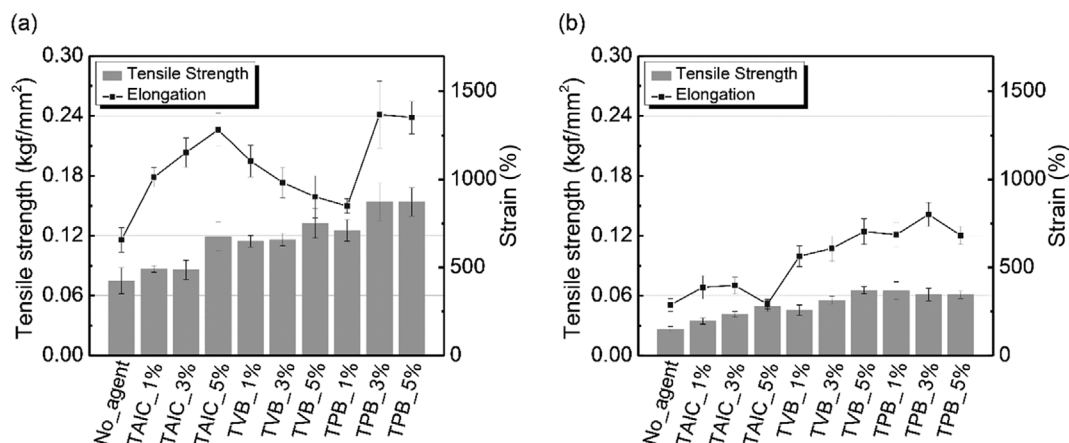 (a)
Tensile strength (kgf/mm²)
0.30
0.24
0.18
0.12
0.06
0.00
Tensile Strength
Elongation
1500
1000
500
0
Strain (%)
No_agent
TAIC_1%
TAIC_3%
TAIC_5%
TVB_1%
TVB_3%
TVB_5%
TPB_1%
TPB_3%
TPB_5%
(b)
Tensile strength (kgf/mm²)
0.30
0.24
0.18
0.12
0.06
0.00
Tensile Strength
Elongation
1500
1000
500
0
Strain (%)
No_agent
TAIC_1%
TAIC_3%
TAIC_5%
TVB_1%
TVB_3%
TVB_5%
TPB_1%
TPB_3%
TPB_5%